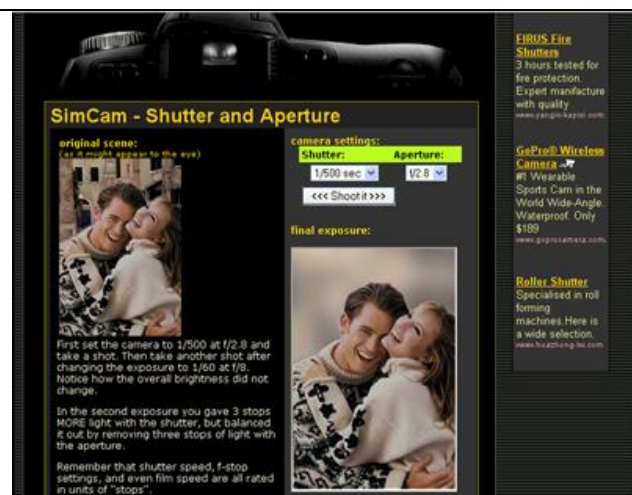 SimCam - Shutter and Aperture
original scene:
(as it might appear to the eye)
First set the camera to 1/500 at f/2.8 and
take a shot. Then take another shot after
changing the exposure to 1/60 at f/8.
Notice how the overall brightness did not
change.
In the second exposure you gave 3 stops
MORE light with the shutter, but balanced
it out by removing three stops of light with
the aperture.
Remember that shutter speed, f-stop
settings, and even film speed are all rated
in units of "stops".
camera settings:
Shutter: Aperture:
1/500 sec f/2.8
<<< Shoot it >>>
final exposure:
FIRUS Fire
Shutters
3 hours tested for
fire protection.
Expert manifacture
with quality
www.yangin-kapisi.com
GoPro® Wireless
Camera
#1 Wearable
Sports Cam in the
World Wide-Angle.
Waterproof. Only
$189
www.goprocamera.com
Roller Shutter
Specialised in roll
forming
machines.Here is
a wide selection.